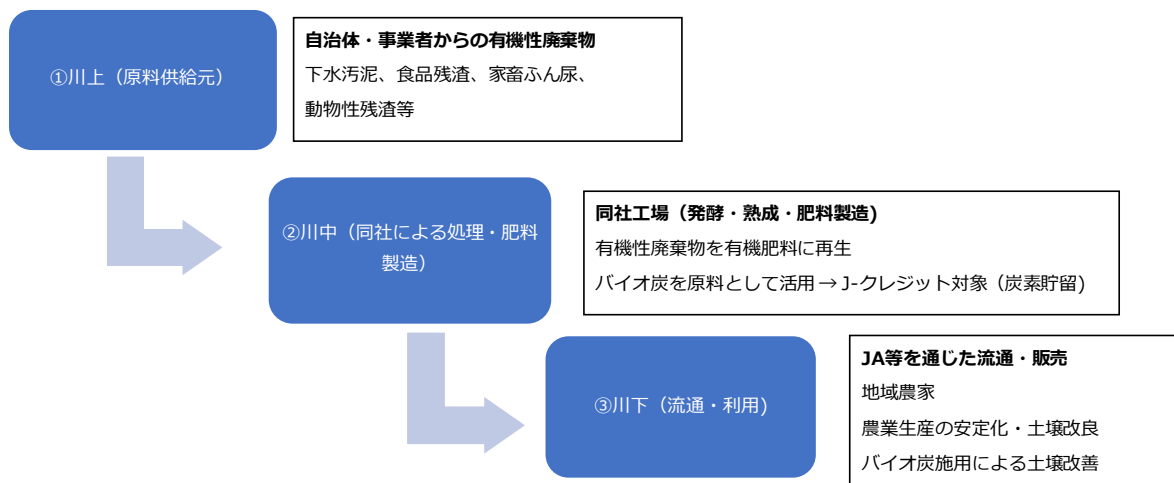 ①川上（原料供給元）
自治体・事業者からの有機性廃棄物
下水汚泥、食品残渣、家畜ふん尿、
動物性残渣等
②川中（同社による処理・肥料
製造）
同社工場（発酵・熟成・肥料製造)
有機性廃棄物を有機肥料に再生
バイオ炭を原料として活用→J-クレジット対象（炭素貯留)
③川下（流通・利用)
JA等を通じた流通・販売
地域農家
農業生産の安定化・土壌改良
バイオ炭施用による土壌改善